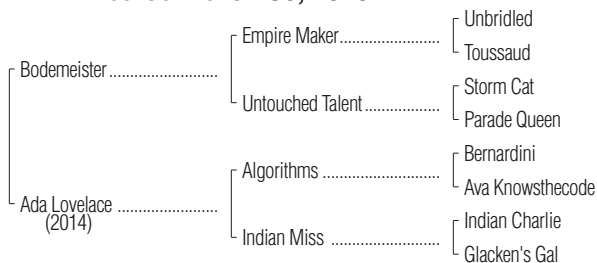 Unbridled
Empire Maker
Toussaud
Bodemeister
Storm Cat
Untouched Talent
Parade Queen
Bernardini
Algorithms
Ava Knowsthecode
Ada Lovelace
(2014)
Indian Charlie
Indian Miss
Glacken's Gal